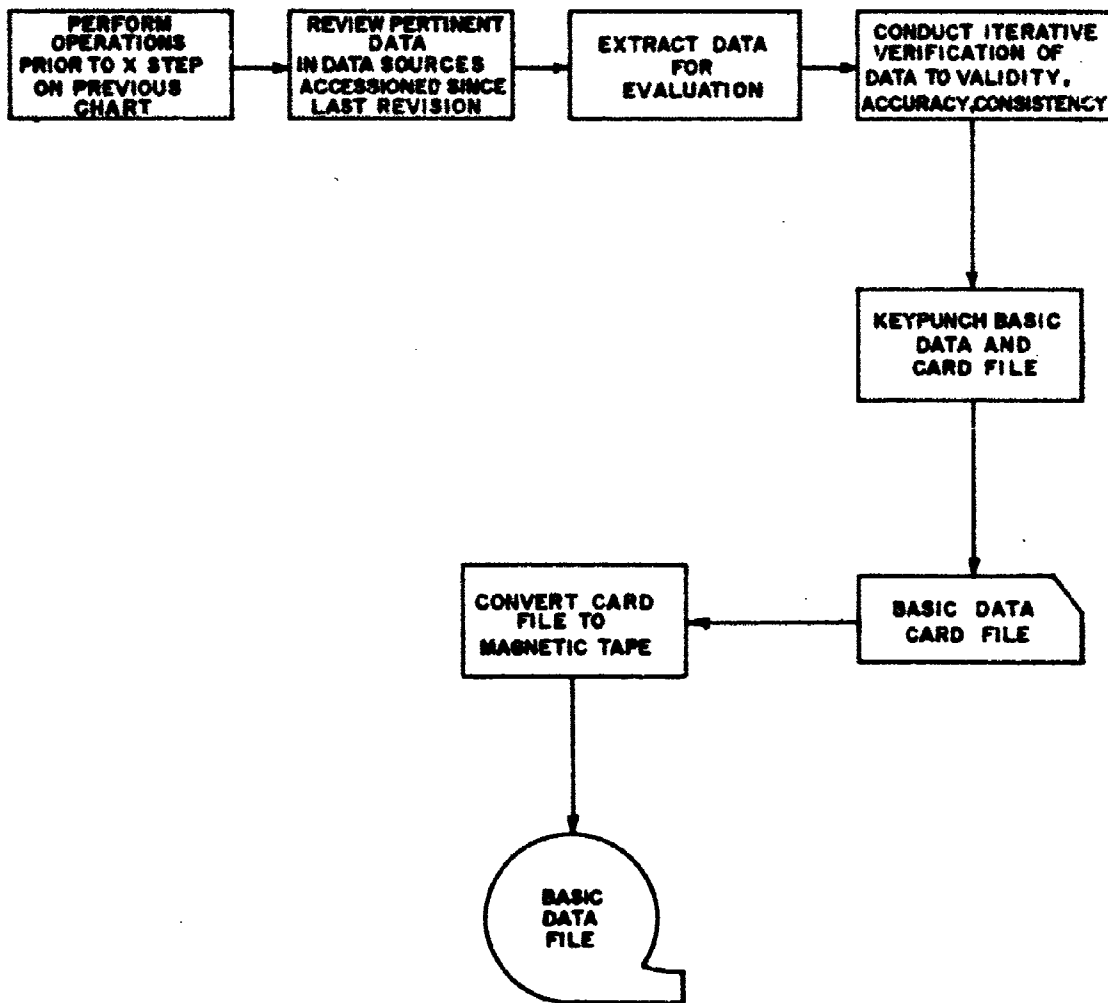 PERFORM
OPERATIONS
PRIOR TO X STEP
ON PREVIOUS
CHART
REVIEW PERTINENT
DATA
IN DATA SOURCES
ACCESSIONED SINCE
LAST REVISION
EXTRACT DATA
FOR
EVALUATION
CONDUCT ITERATIVE
VERIFICATION OF
DATA TO VALIDITY,
ACCURACY,CONSISTENCY
KEYPUNCH BASIC
DATA AND
CARD FILE
BASIC DATA
CARD FILE
CONVERT CARD
FILE TO
MAGNETIC TAPE
BASIC
DATA
FILE